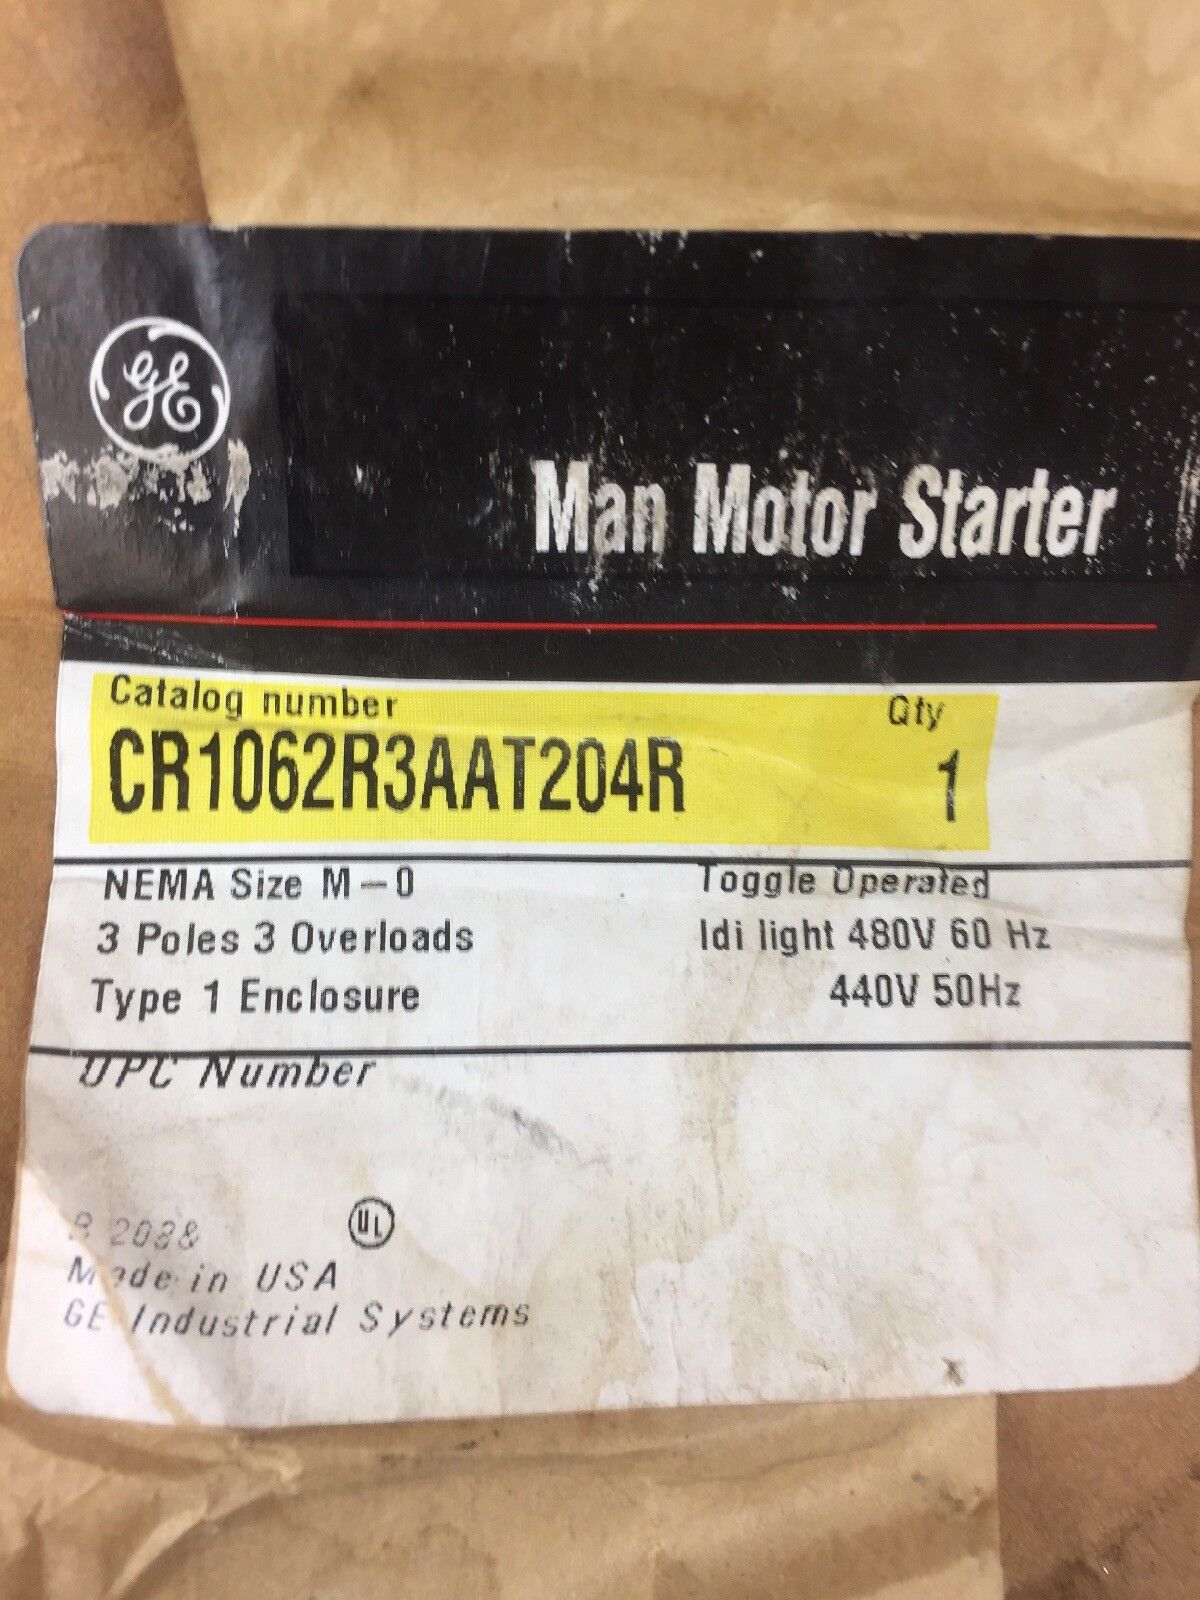 GE
Man Motor Starter
Catalog number Qty
CR1062R3AAT204R 1
NEMA Size M-0 Toggle Operated
3 Poles 3 Overloads Idi light 480V 60 Hz
Type 1 Enclosure 440V 50Hz
UPC Number
UL
Made in USA
GE Industrial Systems